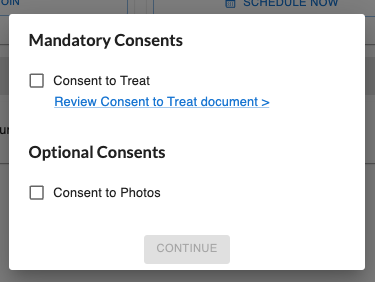 OIN
SCHEDULE NOW
Mandatory Consents
Consent to Treat
Review Consent to Treat document >
ur
Optional Consents
Consent to Photos
CONTINUE